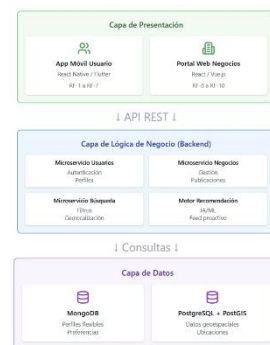 Capa de Presentación
App Móvil Usuario
React Native / Flutter
RF-1 a RF-7
Portal Web Negocios
React / Vue.js
RF-8 a RF-10
↓ API REST ↓
Capa de Lógica de Negocio (Backend)
Microservicio Usuarios
Autenticación
Perfiles
Microservicio Negocios
Gestión
Publicaciones
Microservicio Búsqueda
Filtros
Geolocalización
Motor Recomendación
IA/ML
Feed proactivo
↓ Consultas ↓
Capa de Datos
MongoDB
Perfiles flexibles
Preferencias
PostgreSQL + PostGIS
Datos geoespaciales
Ubicaciones